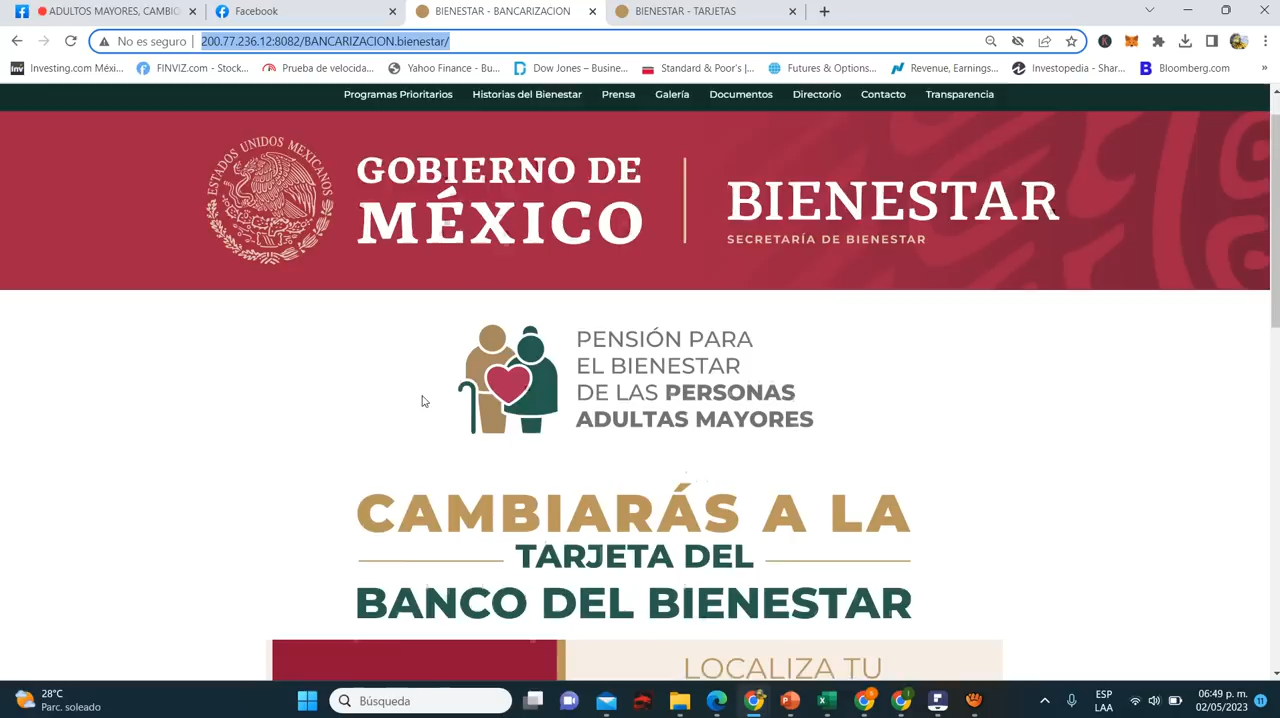 ADULTOS MAYORES, CAMBIO
Facebook
BIENESTAR - BANCARIZACION
BIENESTAR - TARJETAS
No es seguro
200.77.236.12:8082/BANCARIZACION.bienestar/
Investing.com Méxi...
FINVIZ.com - Stock...
Prueba de velocida...
Yahoo Finance - Bu...
Dow Jones – Busine...
Standard & Poor's |...
Futures & Options...
Revenue, Earnings...
Investopedia - Shar...
Bloomberg.com
»
Programas Prioritarios
Historias del Bienestar
Prensa
Galería
Documentos
Directorio
Contacto
Transparencia
ESTADOS UNIDOS MEXICANOS
GOBIERNO DE
MÉXICO
BIENESTAR
SECRETARÍA DE BIENESTAR
PENSIÓN PARA
EL BIENESTAR
DE LAS PERSONAS
ADULTAS MAYORES
CAMBIARÁS A LA
TARJETA DEL
BANCO DEL BIENESTAR
LOCALIZA TU
28°C
Parc. soleado
Búsqueda
ESP
LAA
06:49 p. m.
02/05/2023